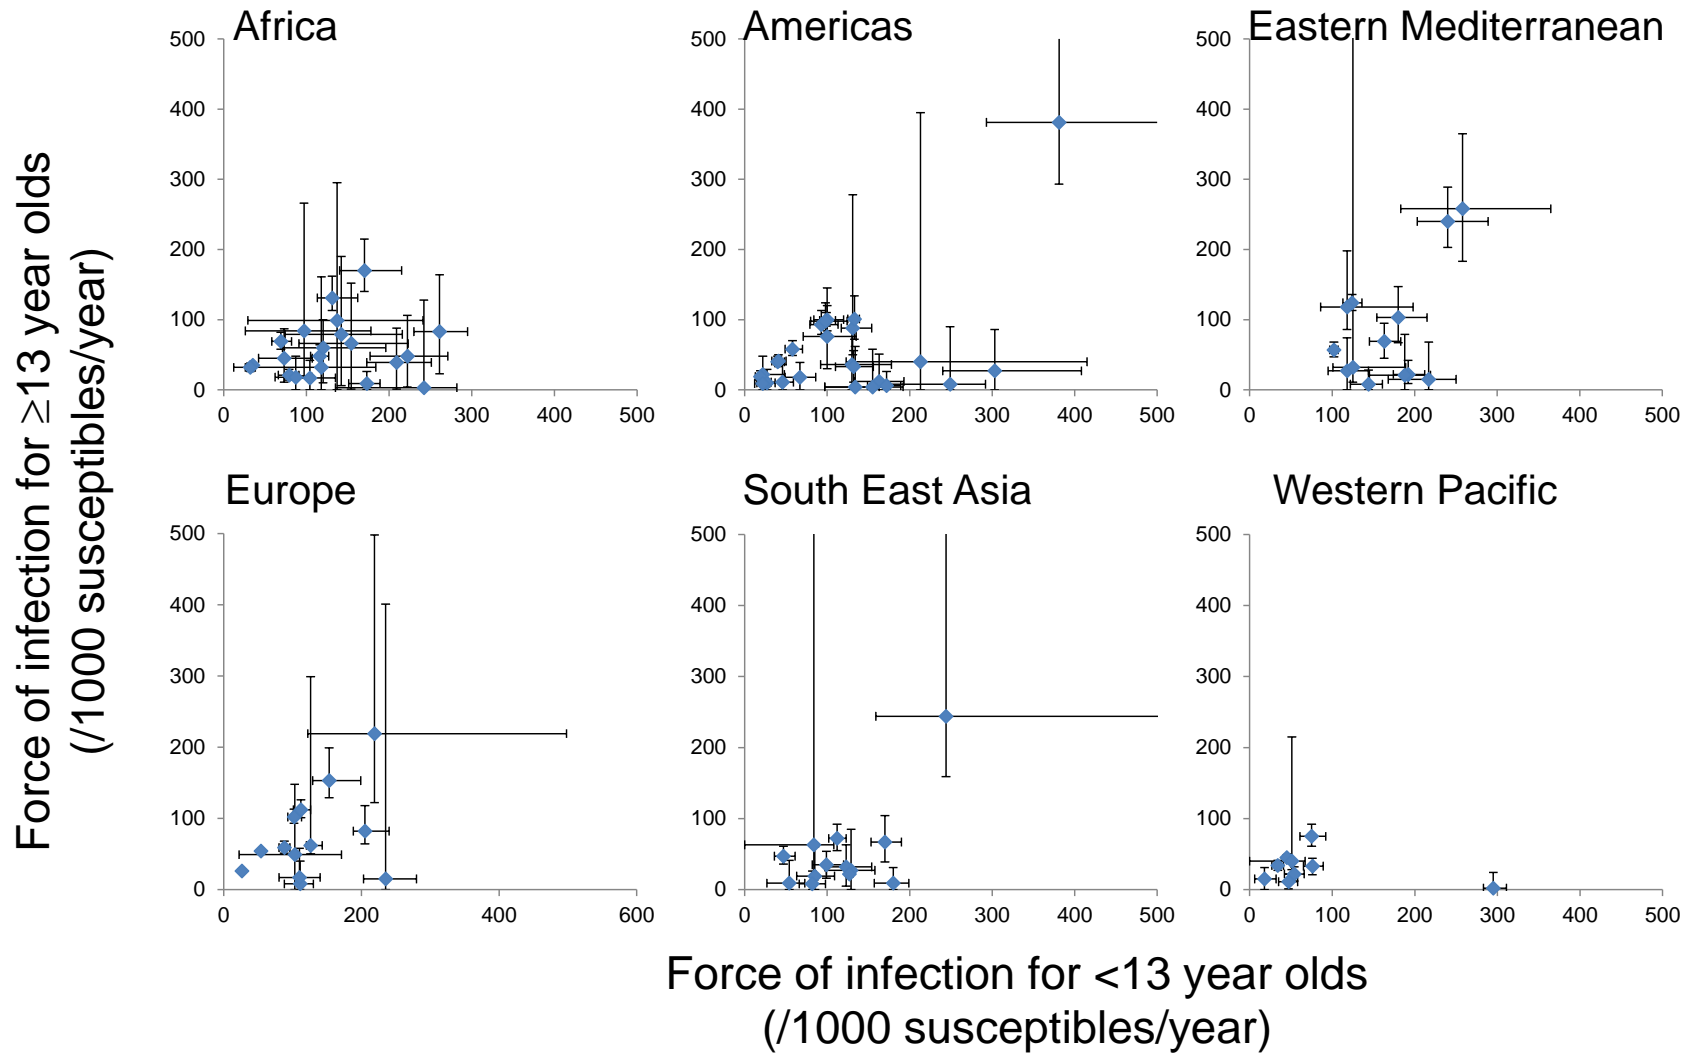 Force of infection for ≥13 year olds
(/1000 susceptibles/year)
Africa
500
400
300
200
100
0
0 100 200 300 400 500
Americas
500
400
300
200
100
0
0 100 200 300 400 500
Eastern Mediterranean
500
400
300
200
100
0
0 100 200 300 400 500
Europe
500
400
300
200
100
0
0 200 400 600
South East Asia
500
400
300
200
100
0
0 100 200 300 400 500
Western Pacific
500
400
300
200
100
0
0 100 200 300 400 500
Force of infection for <13 year olds
(/1000 susceptibles/year)